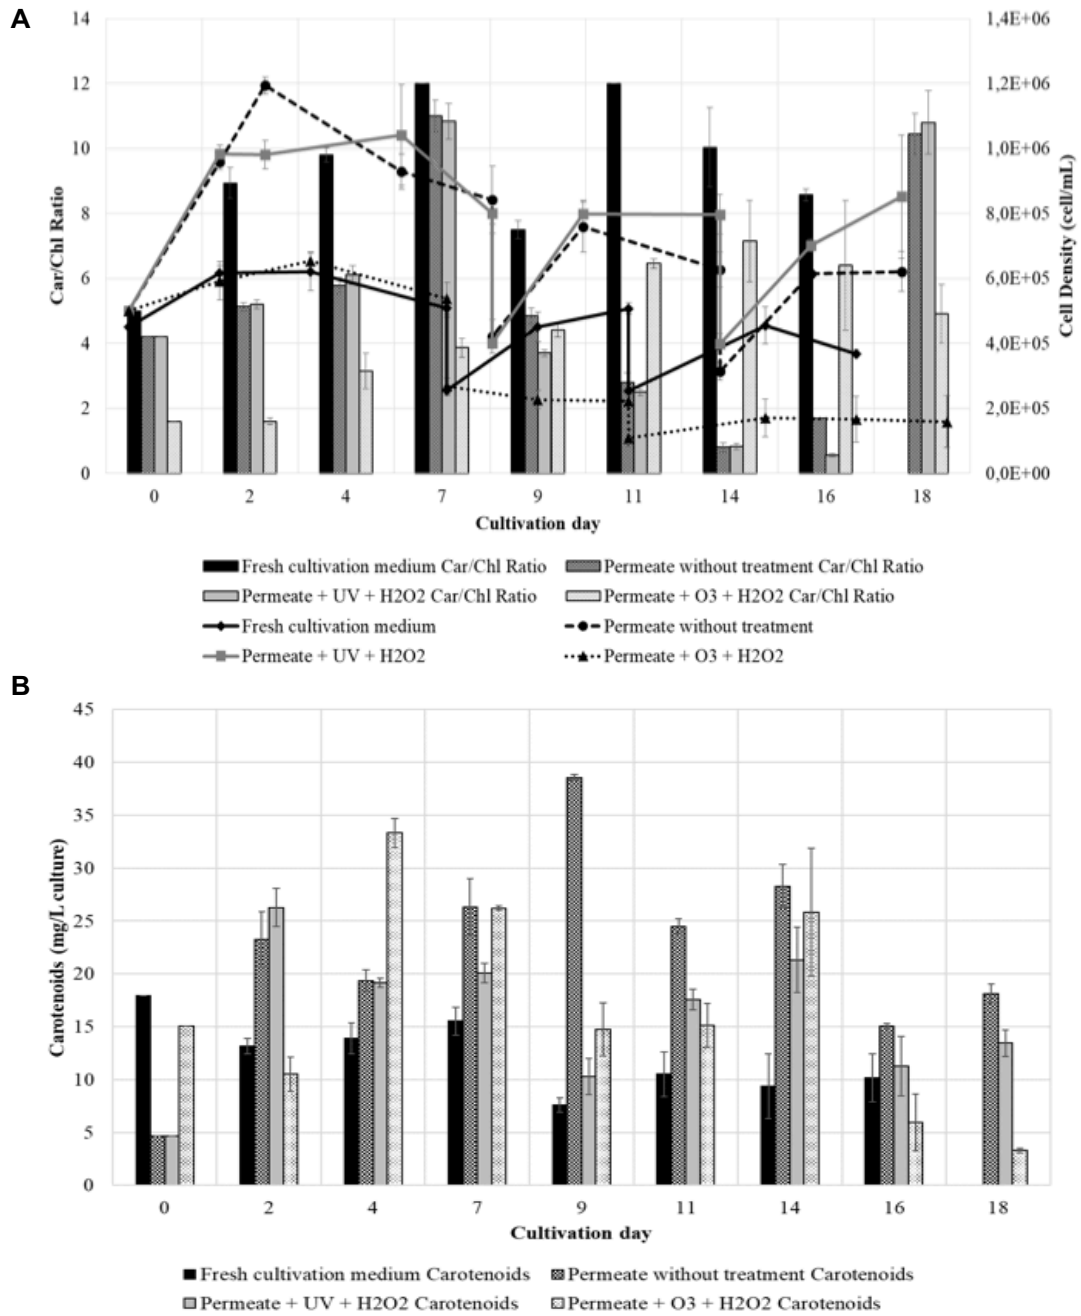 A
14
12
10
8
6
4
2
0
Car/Chl Ratio
1,4E+06
1,2E+06
1,0E+06
8,0E+05
6,0E+05
4,0E+05
2,0E+05
0,0E+00
Cell Density (cell/mL)
0 2 4 7 9 11 14 16 18
Cultivation day
Fresh cultivation medium Car/Chl Ratio Permeate without treatment Car/Chl Ratio
Permeate + UV + H2O2 Car/Chl Ratio Permeate + O3 + H2O2 Car/Chl Ratio
Fresh cultivation medium Permeate without treatment
Permeate + UV + H2O2 Permeate + O3 + H2O2
B
45
40
35
30
25
20
15
10
5
0
Carotenoids (mg/L culture)
0 2 4 7 9 11 14 16 18
Cultivation day
Fresh cultivation medium Carotenoids Permeate without treatment Carotenoids
Permeate + UV + H2O2 Carotenoids Permeate + O3 + H2O2 Carotenoids